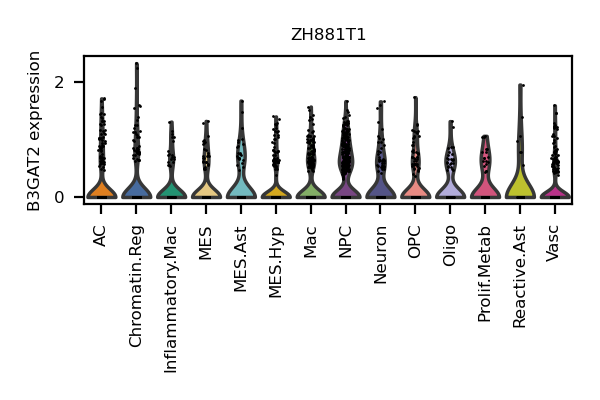 ZH881T1
B3GAT2 expression
2
0
AC
Chromatin.Reg
Inflammatory.Mac
MES
MES.Ast
MES.Hyp
Mac
NPC
Neuron
OPC
Oligo
Prolif.Metab
Reactive.Ast
Vasc